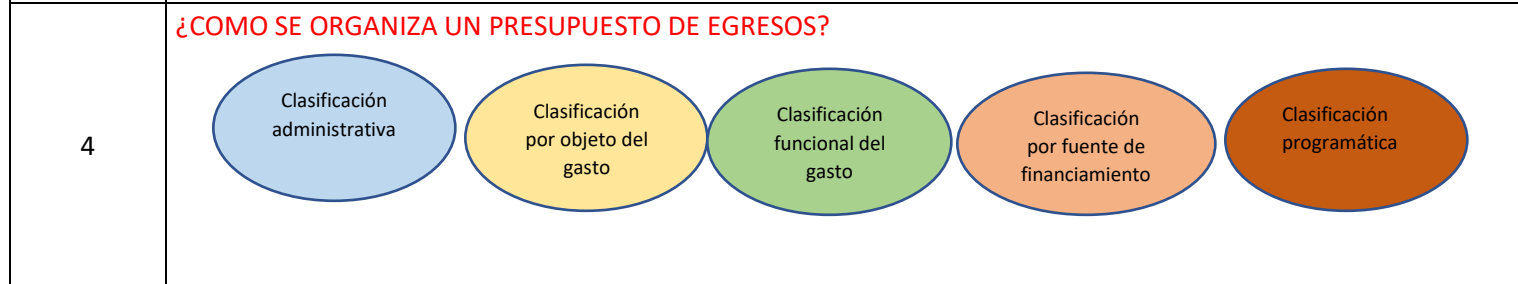 ¿COMO SE ORGANIZA UN PRESUPUESTO DE EGRESOS?
4
Clasificación
administrativa
Clasificación
por objeto del
gasto
Clasificación
funcional del
gasto
Clasificación
por fuente de
financiamiento
Clasificación
programática